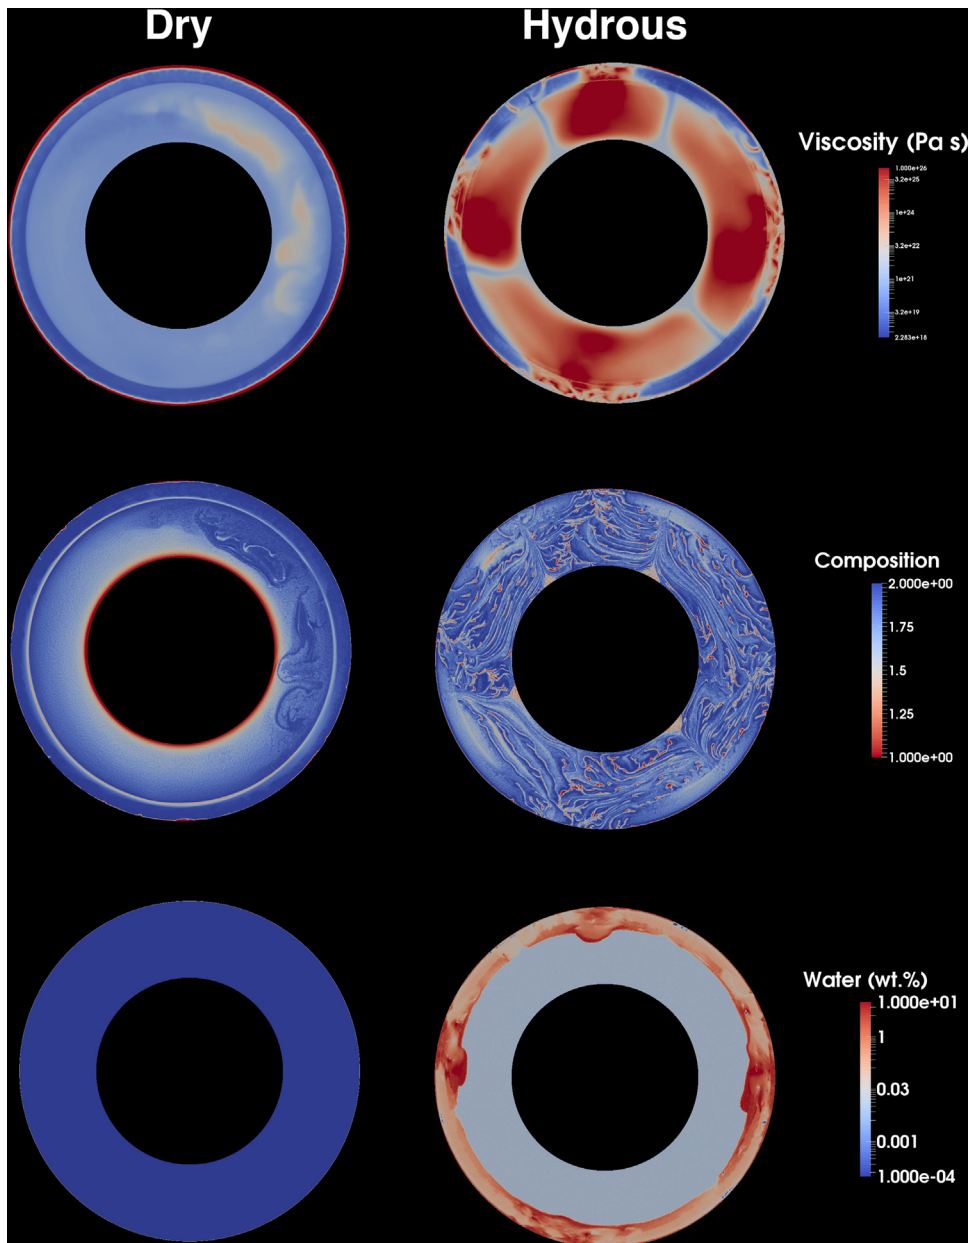 Dry
Hydrous
Viscosity (Pa s)
1.000e+26
3.2e+25
1e+24
3.2e+22
1e+21
3.2e+19
2.283e+18
Composition
2.000e+00
1.75
1.5
1.25
1.000e+00
Water (wt.%)
1.000e+01
1
0.03
0.001
1.000e-04